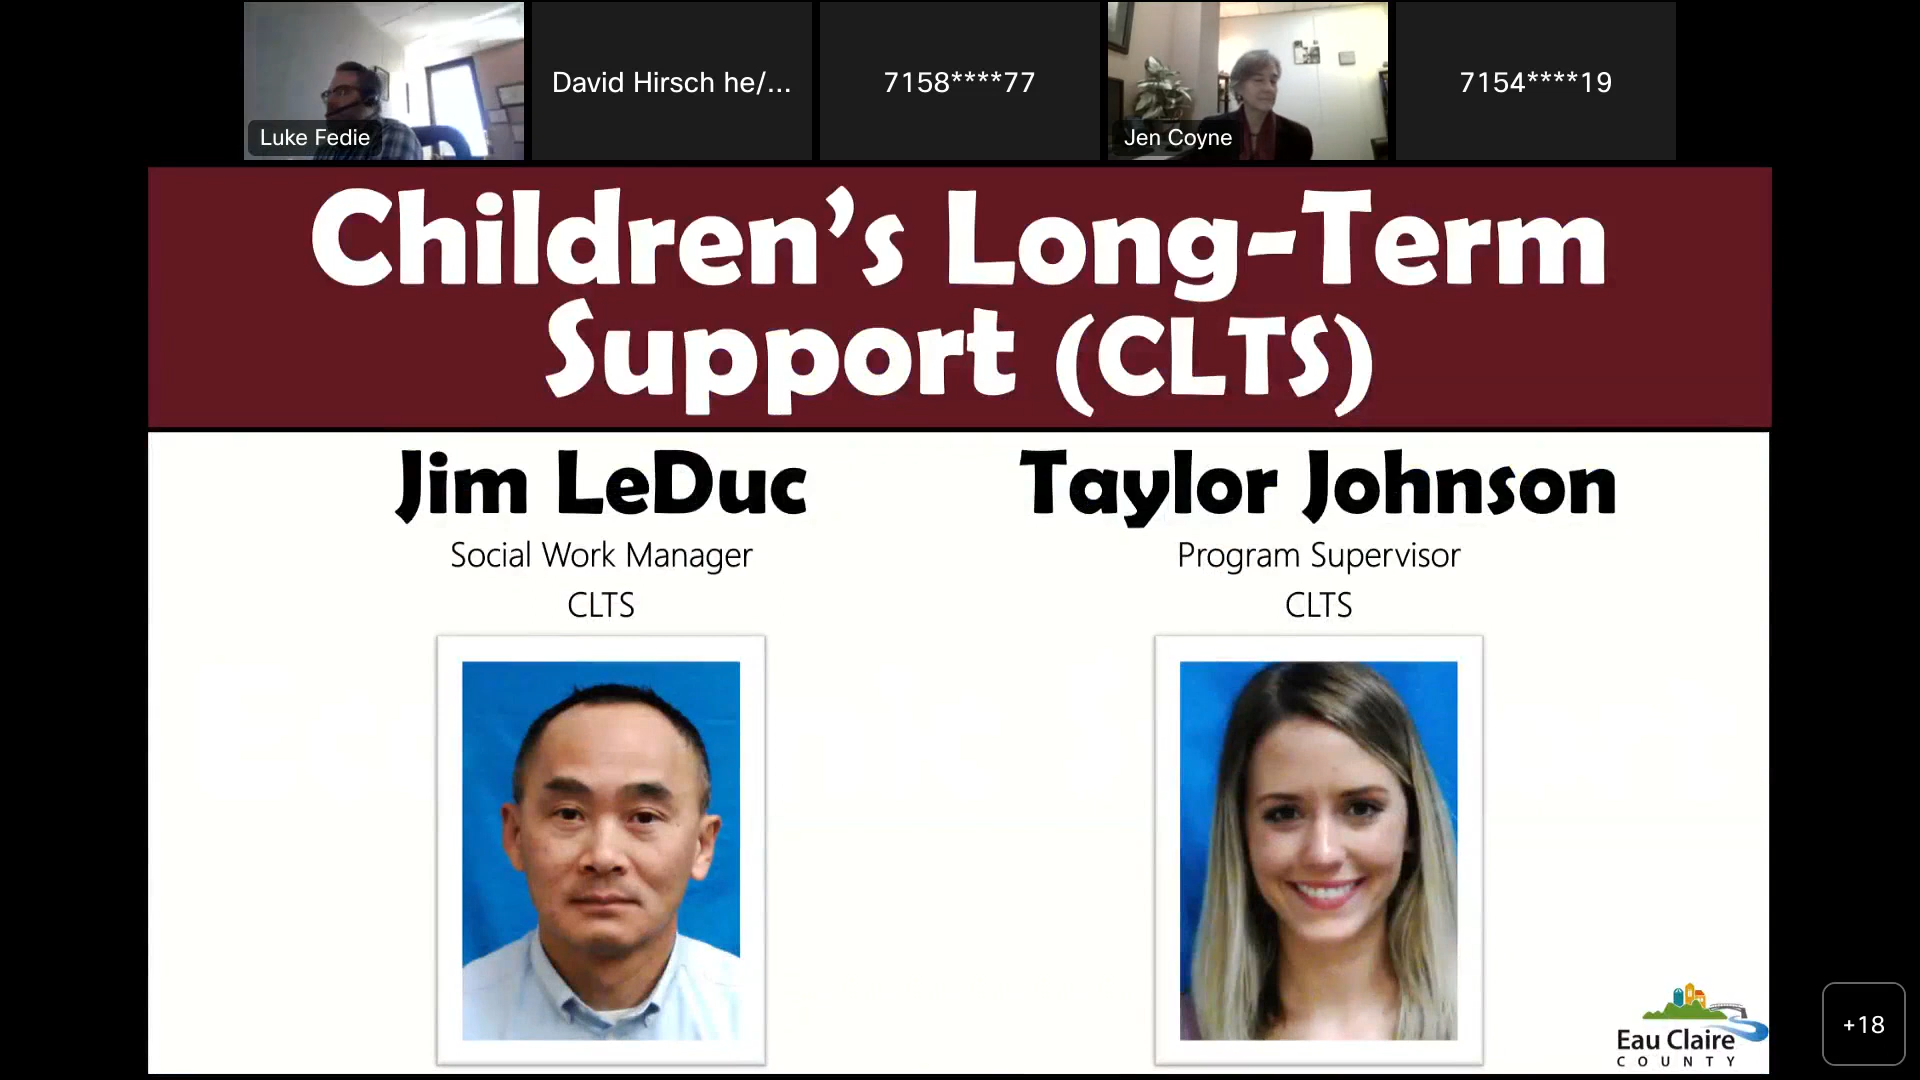 Luke Fedie
David Hirsch he/...
7158****77
Jen Coyne
7154****19
Children's Long-Term
Support (CLTS)
Jim LeDuc
Social Work Manager
CLTS
Taylor Johnson
Program Supervisor
CLTS
Eau Claire
COUNTY
+18